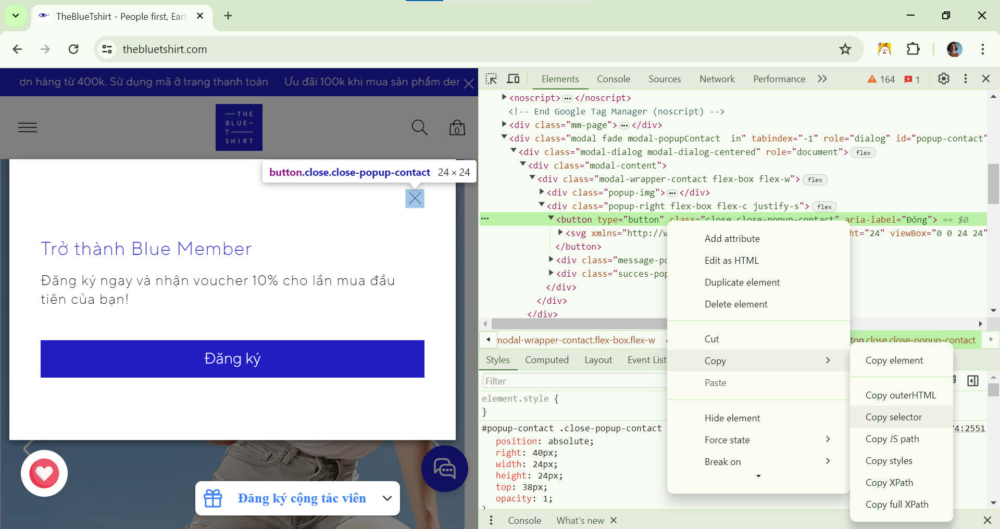 TheBlueTshirt - People first, Eart
thebluetshirt.com
ơn hàng từ 400k. Sử dụng mã ở trang thanh toán
Ưu đãi 100k khi mua sản phẩm der
THE
BLUE
T
SHIRT
0
button.close.close-popup-contact 24 × 24
Trở thành Blue Member
Đăng ký ngay và nhận voucher 10% cho lần mua đầu
tiên của bạn!
Đăng ký
Đăng ký cộng tác viên
Elements Console Sources Network Performance 164 1
<noscript>…</noscript>
<!-- End Google Tag Manager (noscript) -->
<div class="mm-page">…</div>
<div class="modal fade modal-popupContact  in" tabindex="-1" role="dialog" id="popup-contact"
<div class="modal-dialog modal-dialog-centered" role="document"> flex
<div class="modal-content">
<div class="modal-wrapper-contact flex-box flex-w"> flex
<div class="popup-img">…</div>
<div class="popup-right flex-box flex-c justify-s"> flex
<button type="button" class="close close-popup-contact" aria-label="Đóng"> == $0
<svg xmlns="http://w
ht="24" viewBox="0 0 24 24"
</button>
<div class="message-po
<div class="succes-pop
</div>
</div>
</div>
modal-wrapper-contact.flex-box.flex-w
ton.close.close-popup-contact
Styles Computed Layout Event List
Filter
element.style {
}
#popup-contact .close-popup-contact
74:2551
position: absolute;
right: 40px;
width: 24px;
height: 24px;
top: 38px;
opacity: 1;
}
Add attribute
Edit as HTML
Duplicate element
Delete element
Cut
Copy
Paste
Hide element
Force state
Break on
Copy element
Copy outerHTML
Copy selector
Copy JS path
Copy styles
Copy XPath
Copy full XPath
Console What's new